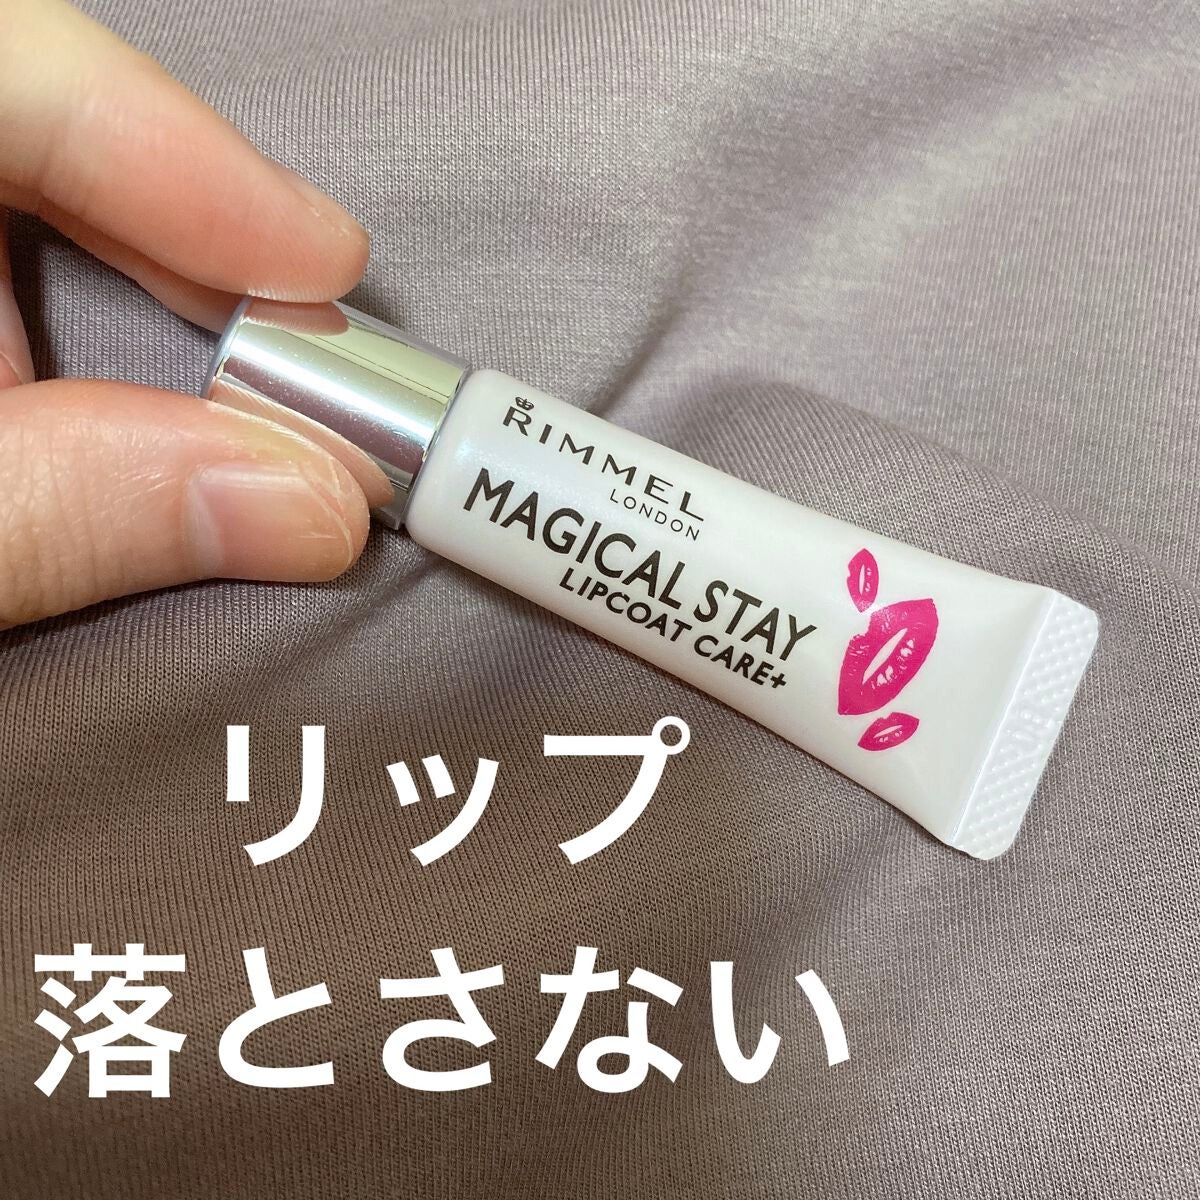 RIMMEL
LONDON
MAGICAL STAY
LIPCOAT CARE+
リップ
落とさない